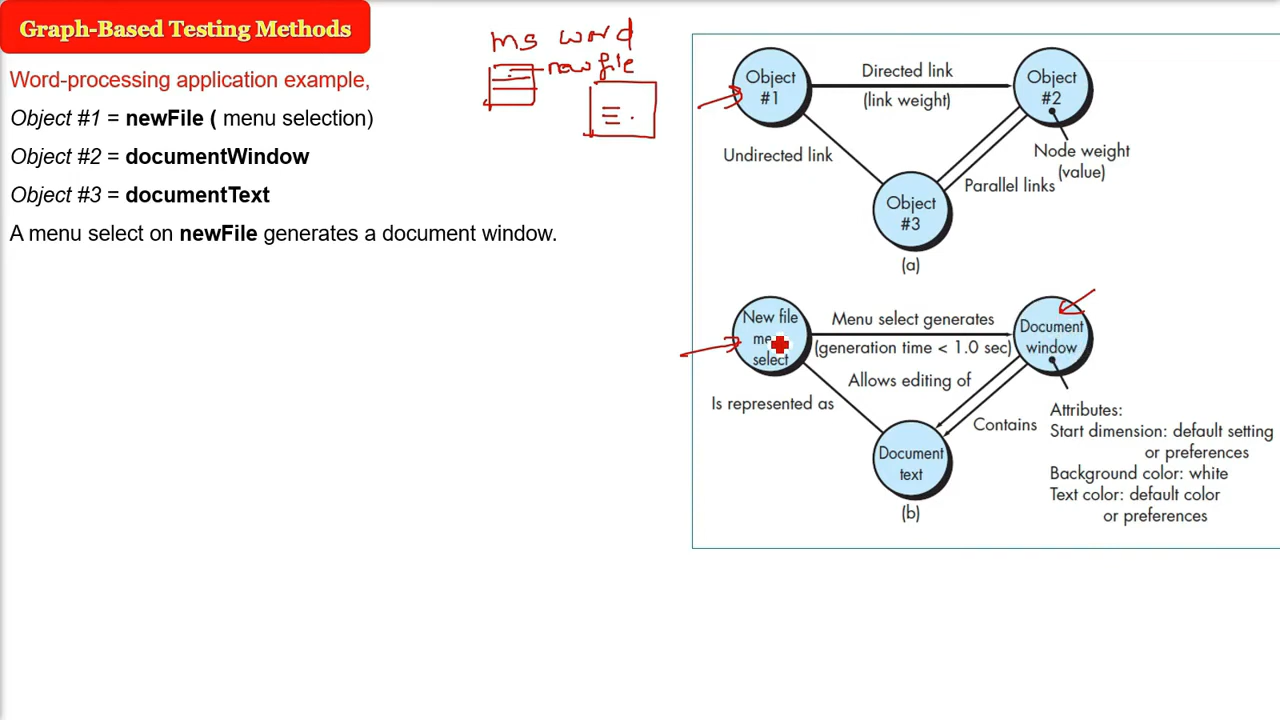 Graph-Based Testing Methods
Word-processing application example,
Object #1 = newFile ( menu selection)
Object #2 = documentWindow
Object #3 = documentText
A menu select on newFile generates a document window.
ms word
new file
Object
#1
Directed link
(link weight)
Object
#2
Undirected link
Node weight
(value)
Parallel links
Object
#3
(a)
New file
me
select
Menu select generates
(generation time < 1.0 sec)
Document
window
Allows editing of
Is represented as
Contains
Document
text
Attributes:
Start dimension: default setting
or preferences
Background color: white
Text color: default color
or preferences
(b)